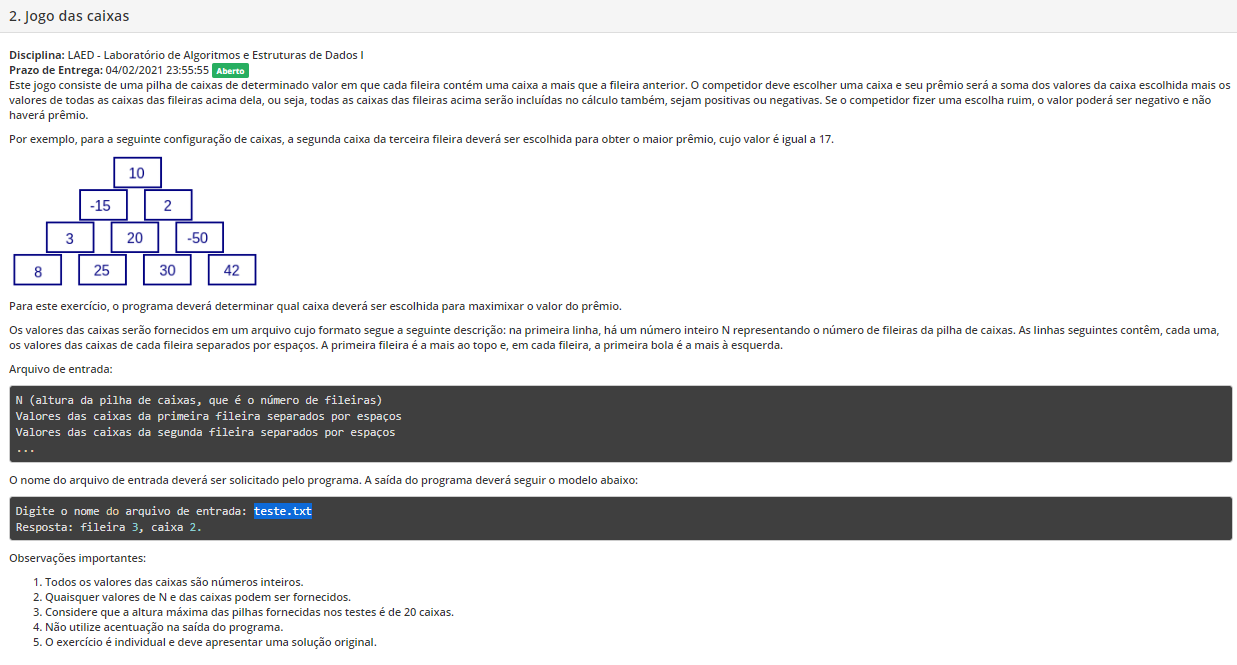 2. Jogo das caixas
Disciplina: LAED - Laboratório de Algoritmos e Estruturas de Dados I
Prazo de Entrega: 04/02/2021 23:55:55 Aberto
Este jogo consiste de uma pilha de caixas de determinado valor em que cada fileira contém uma caixa a mais que a fileira anterior. O competidor deve escolher uma caixa e seu prêmio será a soma dos valores da caixa escolhida mais os
valores de todas as caixas das fileiras acima dela, ou seja, todas as caixas das fileiras acima serão incluídas no cálculo também, sejam positivas ou negativas. Se o competidor fizer uma escolha ruim, o valor poderá ser negativo e não
haverá prêmio.
Por exemplo, para a seguinte configuração de caixas, a segunda caixa da terceira fileira deverá ser escolhida para obter o maior prêmio, cujo valor é igual a 17.
10
-15 2
3 20 -50
8 25 30 42
Para este exercício, o programa deverá determinar qual caixa deverá ser escolhida para maximixar o valor do prêmio.
Os valores das caixas serão fornecidos em um arquivo cujo formato segue a seguinte descrição: na primeira linha, há um número inteiro N representando o número de fileiras da pilha de caixas. As linhas seguintes contêm, cada uma,
os valores das caixas de cada fileira separados por espaços. A primeira fileira é a mais ao topo e, em cada fileira, a primeira bola é a mais à esquerda.
Arquivo de entrada:
N (altura da pilha de caixas, que é o número de fileiras)
Valores das caixas da primeira fileira separados por espaços
Valores das caixas da segunda fileira separados por espaços
...
O nome do arquivo de entrada deverá ser solicitado pelo programa. A saída do programa deverá seguir o modelo abaixo:
Digite o nome do arquivo de entrada: teste.txt
Resposta: fileira 3, caixa 2.
Observações importantes:
1. Todos os valores das caixas são números inteiros.
2. Quaisquer valores de N e das caixas podem ser fornecidos.
3. Considere que a altura máxima das pilhas fornecidas nos testes é de 20 caixas.
4. Não utilize acentuação na saída do programa.
5. O exercício é individual e deve apresentar uma solução original.